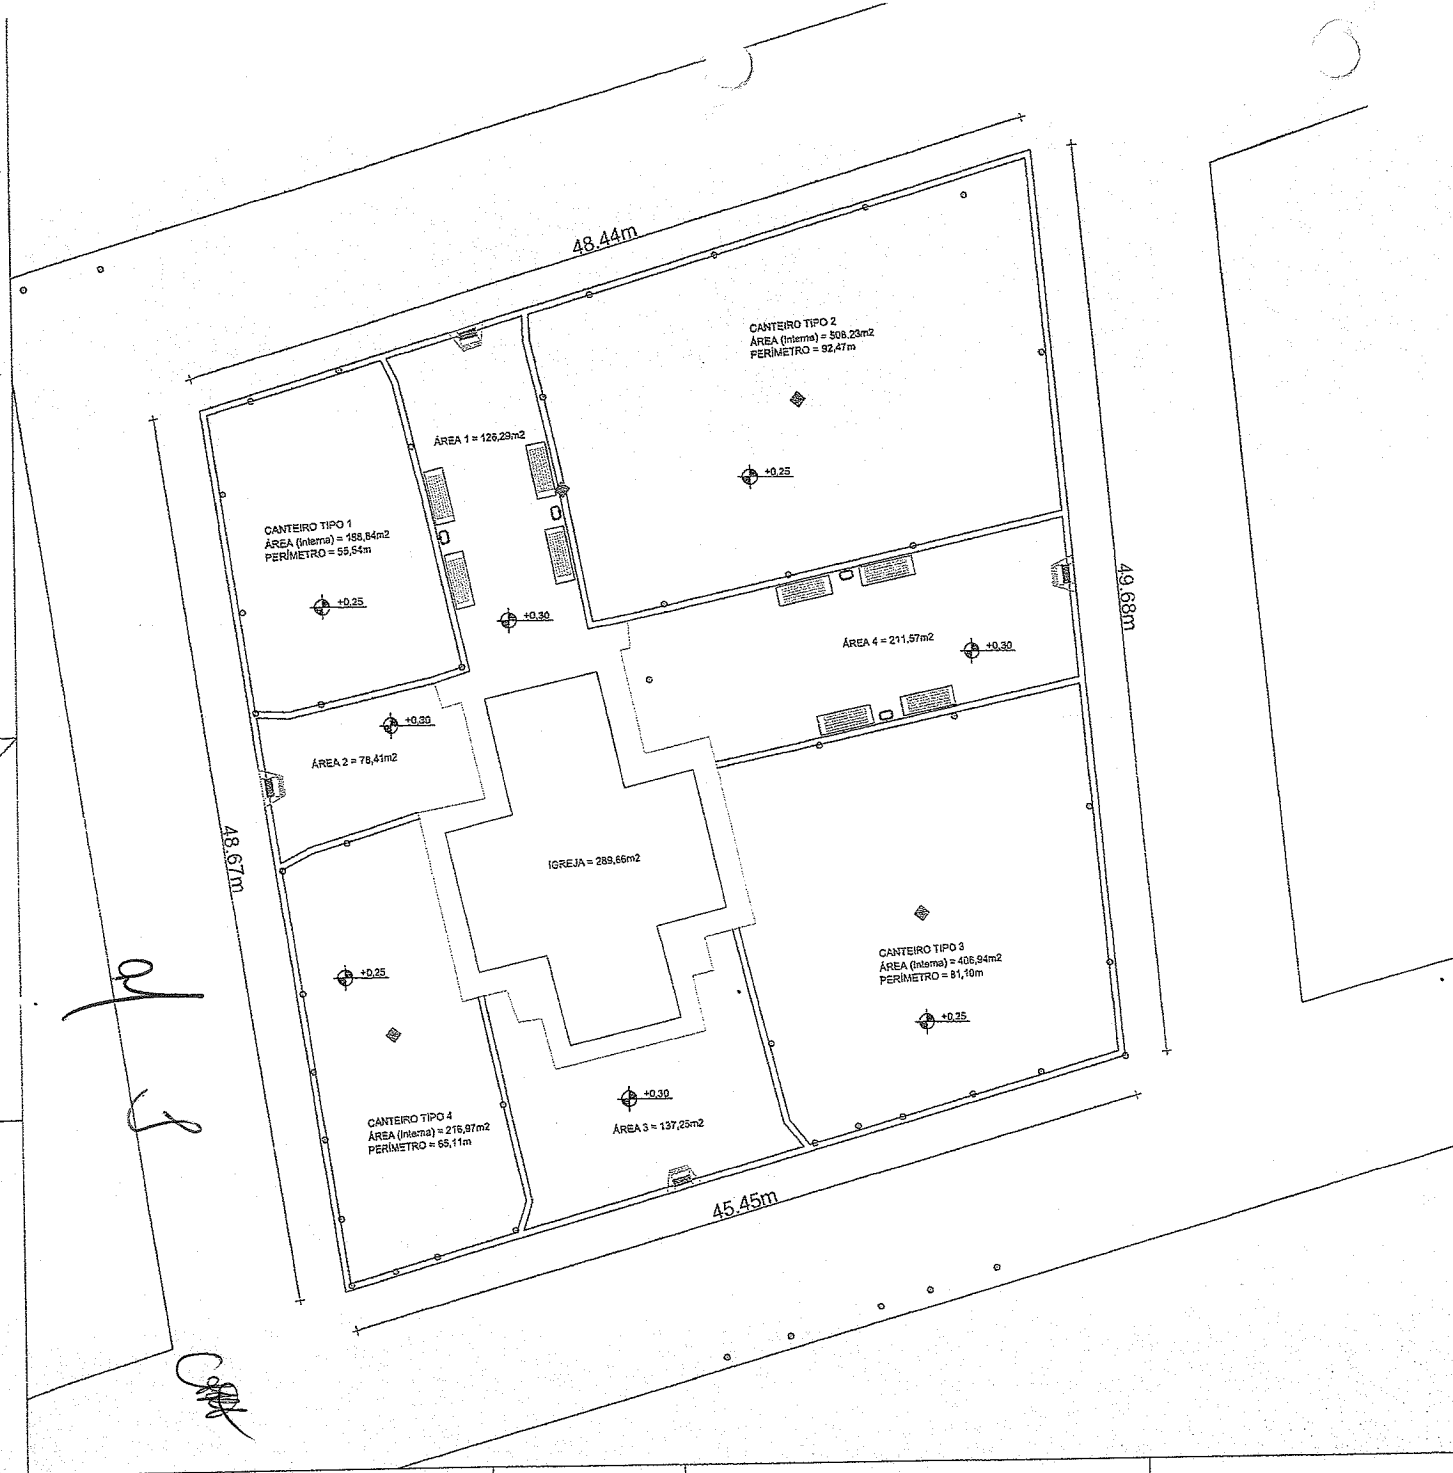 48.44m
CANTEIRO TIPO 2
ÁREA (Interna) = 508,23m2
PERÍMETRO = 92,47m
+0,25
ÁREA 1 = 126,29m2
CANTEIRO TIPO 1
ÁREA (Interna) = 188,84m2
PERÍMETRO = 55,54m
+0,25
+0,30
49.68m
ÁREA 4 = 211,57m2
+0,30
+0,30
ÁREA 2 = 78,41m2
48.67m
IGREJA = 289,66m2
+0,25
CANTEIRO TIPO 3
ÁREA (Interna) = 406,94m2
PERÍMETRO = 81,10m
+0,25
+0,30
CANTEIRO TIPO 4
ÁREA (Interna) = 216,97m2
PERÍMETRO = 65,11m
ÁREA 3 = 137,25m2
45.45m